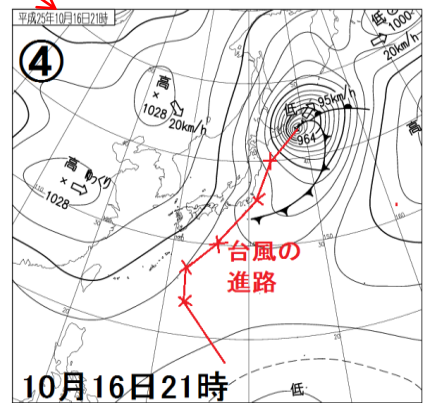 平成25年10月16日21時
④
低
1000
20km/h
高
1028
20km/h
低
95km/h
964
高
高
ゆっくり
1028
台風の
進路
低
10月16日21時